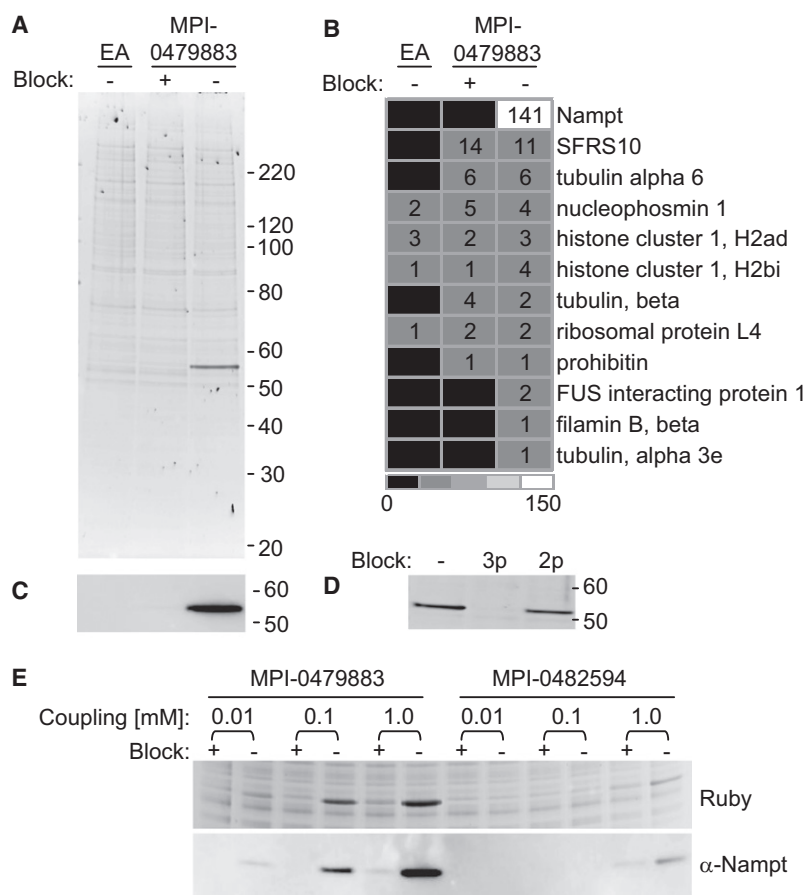 A
MPI-
EA 0479883
Block: - + -
-220
-120
-100
-80
-60
-50
-40
-30
-20
B
MPI-
EA 0479883
Block: - + -
141 Nampt
14 11 SFRS10
6 6 tubulin alpha 6
2 5 4 nucleophosmin 1
3 2 3 histone cluster 1, H2ad
1 1 4 histone cluster 1, H2bi
4 2 tubulin, beta
1 2 2 ribosomal protein L4
1 1 prohibitin
2 FUS interacting protein 1
1 filamin B, beta
1 tubulin, alpha 3e
0 150
C
-60
-50
D
Block: - 3p 2p
-60
-50
E
MPI-0479883 MPI-0482594
Coupling [mM]: 0.01 0.1 1.0 0.01 0.1 1.0
Block: + - + - + - + - + - + -
Ruby
α-Nampt